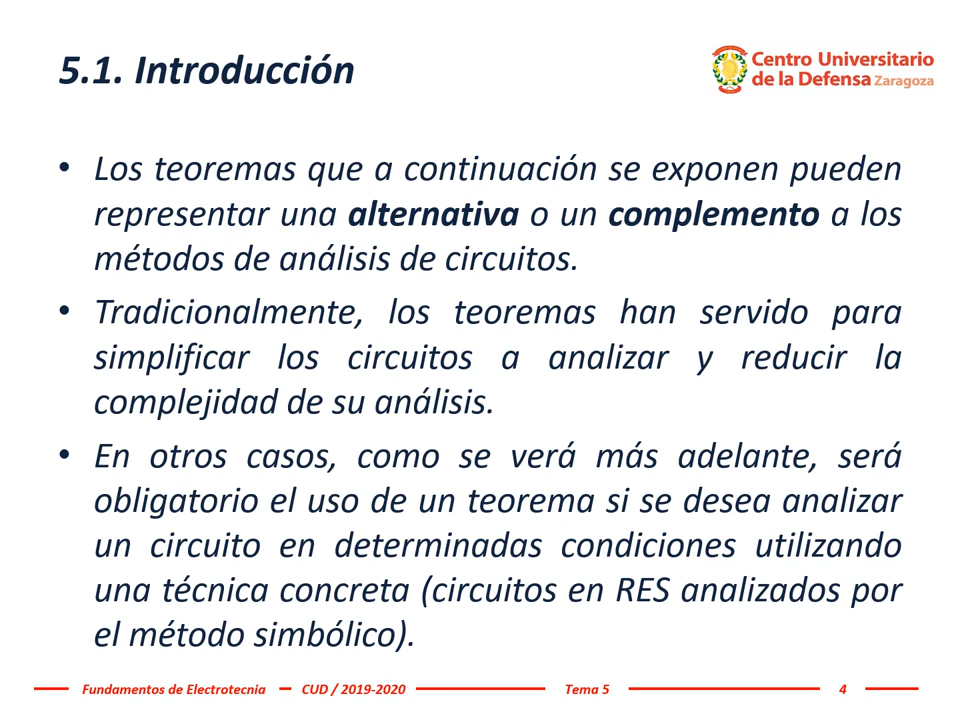 5.1. Introducción
Centro Universitario
de la Defensa Zaragoza
• Los teoremas que a continuación se exponen pueden
representar una alternativa o un complemento a los
métodos de análisis de circuitos.
• Tradicionalmente, los teoremas han servido para
simplificar los circuitos a analizar y reducir la
complejidad de su análisis.
• En otros casos, como se verá más adelante, será
obligatorio el uso de un teorema si se desea analizar
un circuito en determinadas condiciones utilizando
una técnica concreta (circuitos en RES analizados por
el método simbólico).
Fundamentos de Electrotecnia CUD / 2019-2020 Tema 5 4